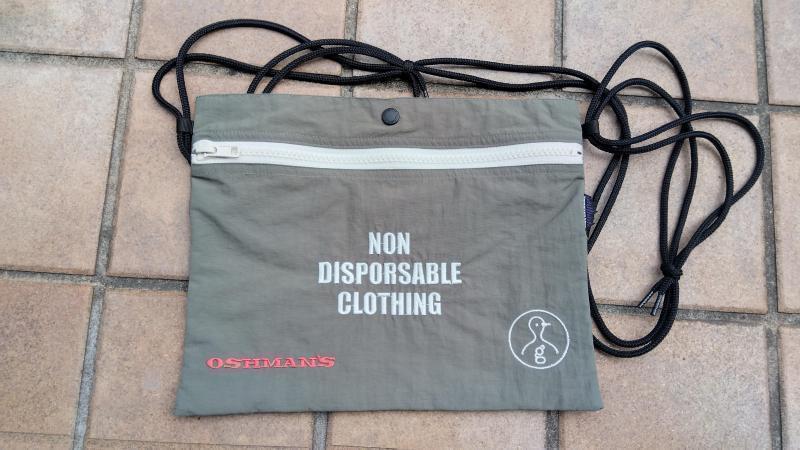 NON
DISPORSABLE
CLOTHING
OSHMAN'S
g